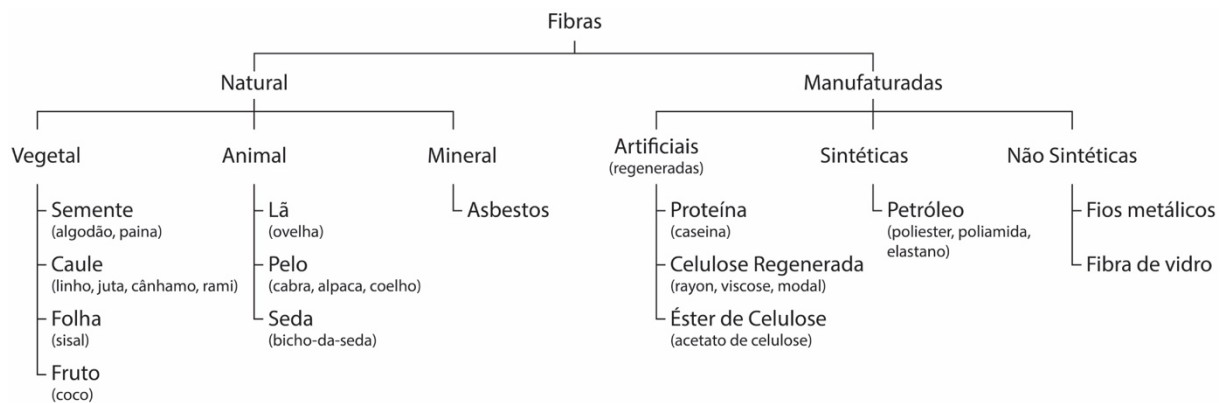 Fibras
Natural
Manufaturadas
Vegetal
Animal
Mineral
Artificiais
(regeneradas)
Sintéticas
Não Sintéticas
Semente
(algodão, paina)
Caule
(linho, juta, cânhamo, rami)
Folha
(sisal)
Fruto
(coco)
Lã
(ovelha)
Pelo
(cabra, alpaca, coelho)
Seda
(bicho-da-seda)
Asbestos
Proteína
(caseina)
Celulose Regenerada
(rayon, viscose, modal)
Éster de Celulose
(acetato de celulose)
Petróleo
(poliester, poliamida,
elastano)
Fios metálicos
Fibra de vidro